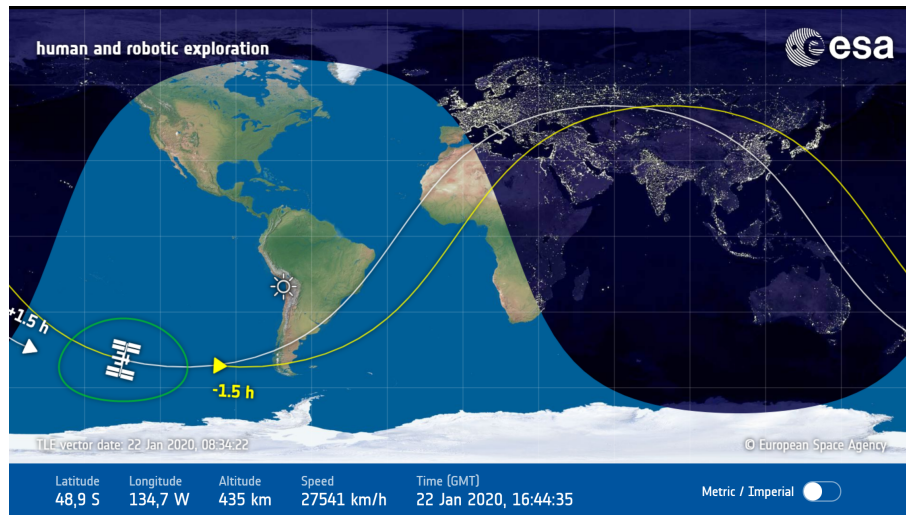 human and robotic exploration
esa
+1.5 h
-1.5 h
TLE vector date: 22 Jan 2020, 08:34:22
© European Space Agency
Latitude
48,9 S
Longitude
134,7 W
Altitude
435 km
Speed
27541 km/h
Time (GMT)
22 Jan 2020, 16:44:35
Metric / Imperial